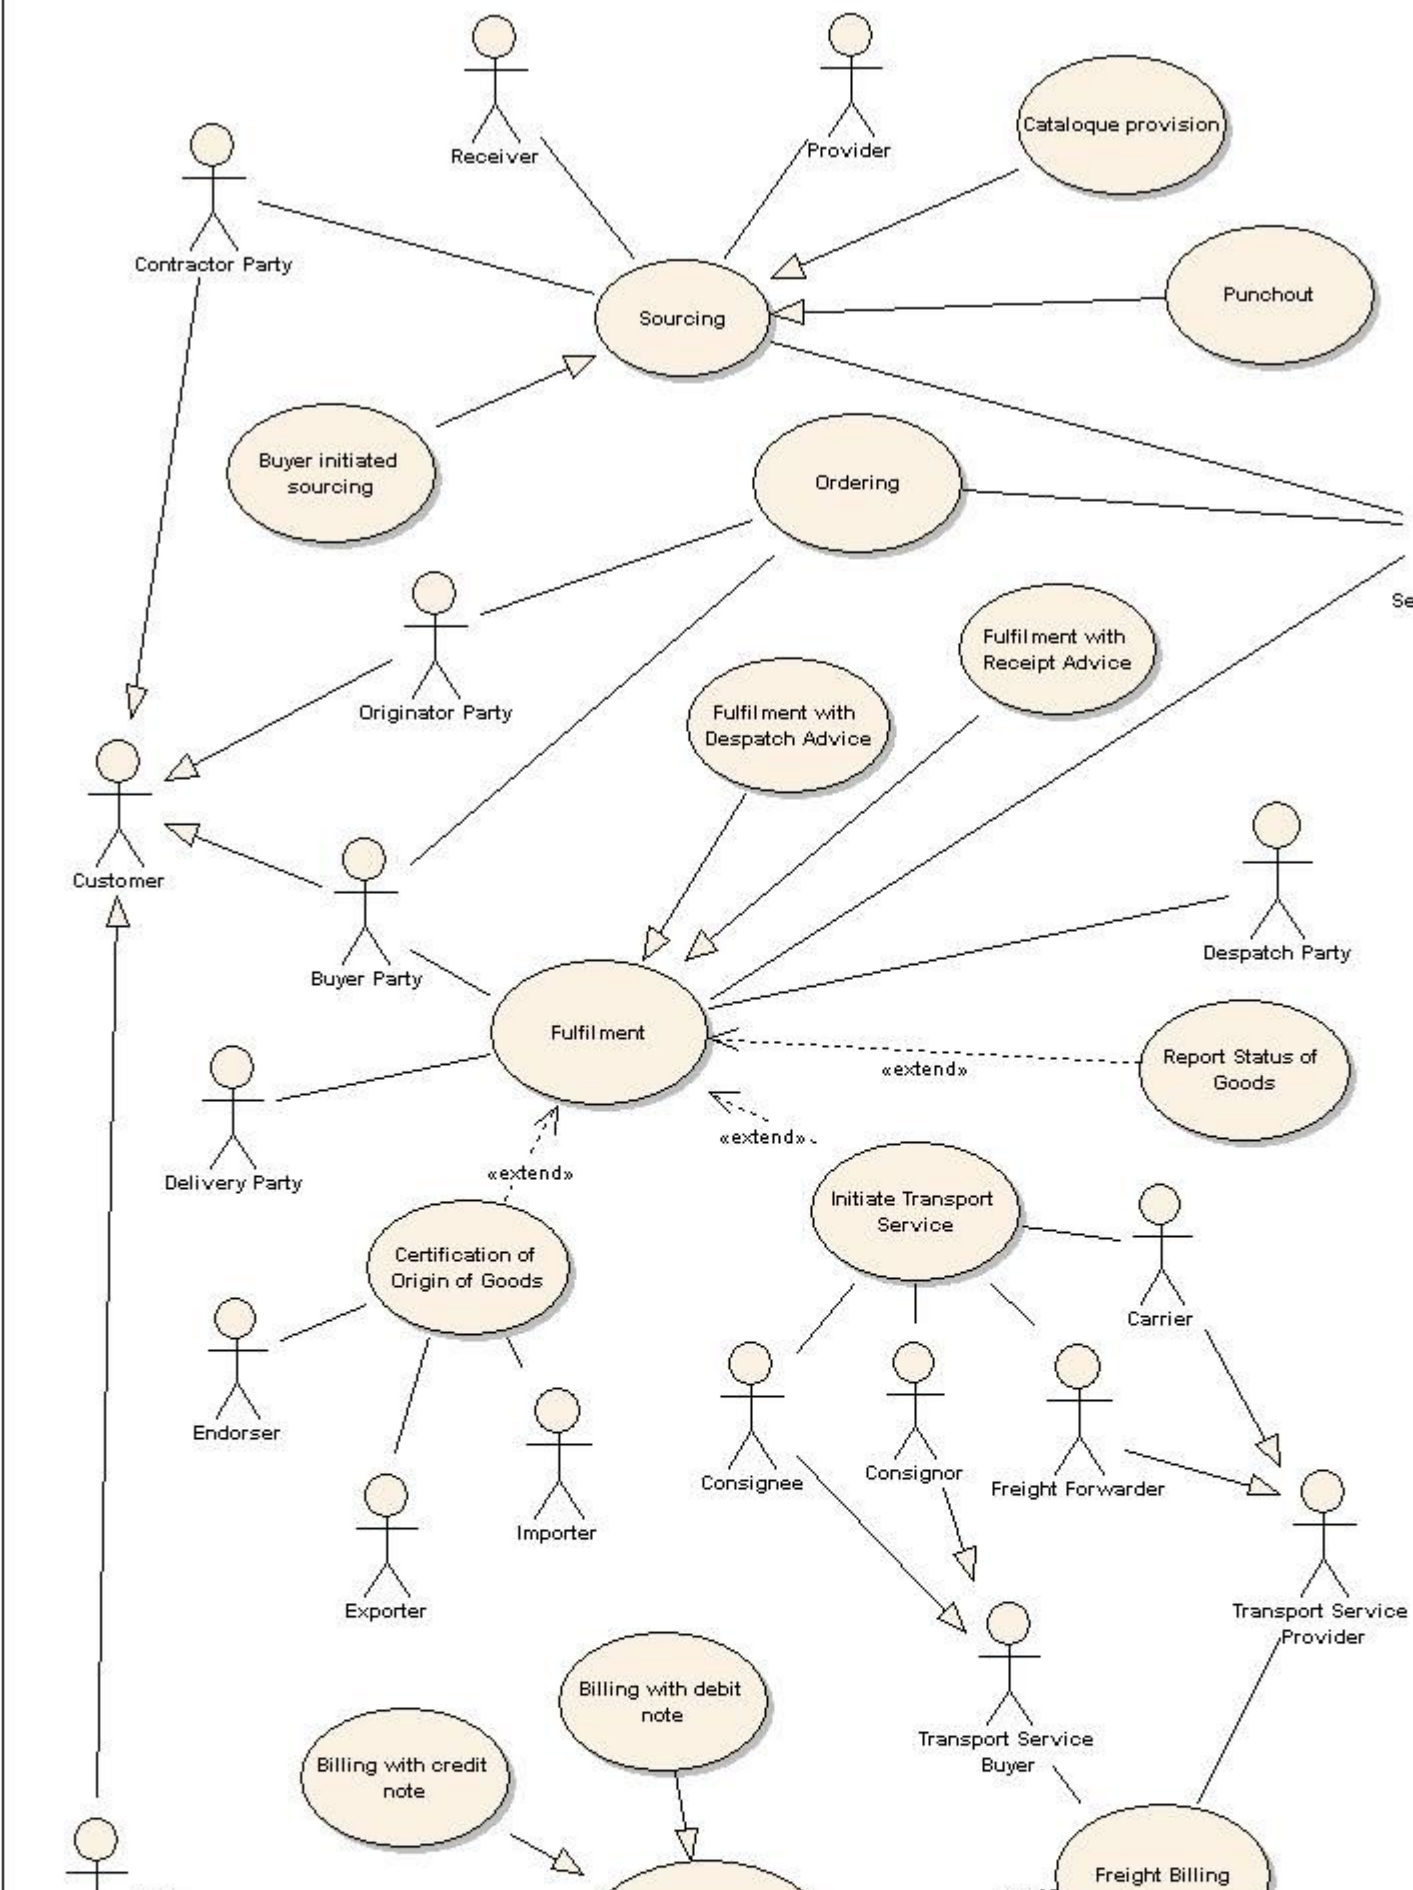 Receiver
Provider
Cataloque provision
Contractor Party
Punchout
Sourcing
Buyer initiated
sourcing
Ordering
Se
Fulfilment with
Receipt Advice
Originator Party
Fulfilment with
Despatch Advice
Customer
Buyer Party
Despatch Party
Fulfilment
Report Status of
Goods
«extend»
«extend»
«extend»
Delivery Party
Initiate Transport
Service
Certification of
Origin of Goods
Carrier
Endorser
Consignee
Consignor
Freight Forwarder
Importer
Exporter
Transport Service
Provider
Billing with debit
note
Transport Service
Buyer
Billing with credit
note
Freight Billing